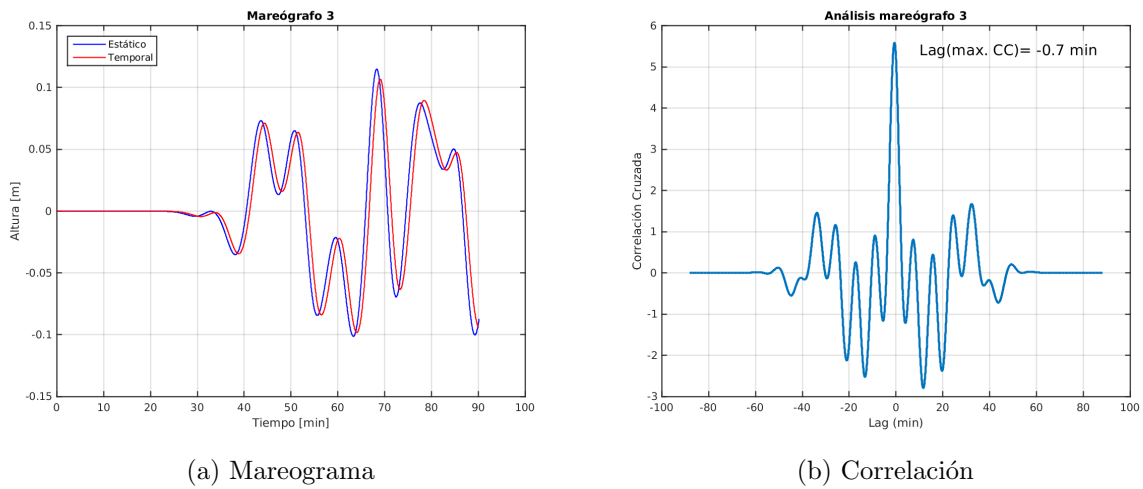 Mareógrafo 3
Estático
Temporal
0.15
0.1
0.05
0
-0.05
-0.1
-0.15
Altura [m]
0 10 20 30 40 50 60 70 80 90 100
Tiempo [min]
(a) Mareograma
Análisis mareógrafo 3
Lag(max. CC)= -0.7 min
6
5
4
3
2
1
0
-1
-2
-3
Correlación Cruzada
-100 -80 -60 -40 -20 0 20 40 60 80 100
Lag (min)
(b) Correlación